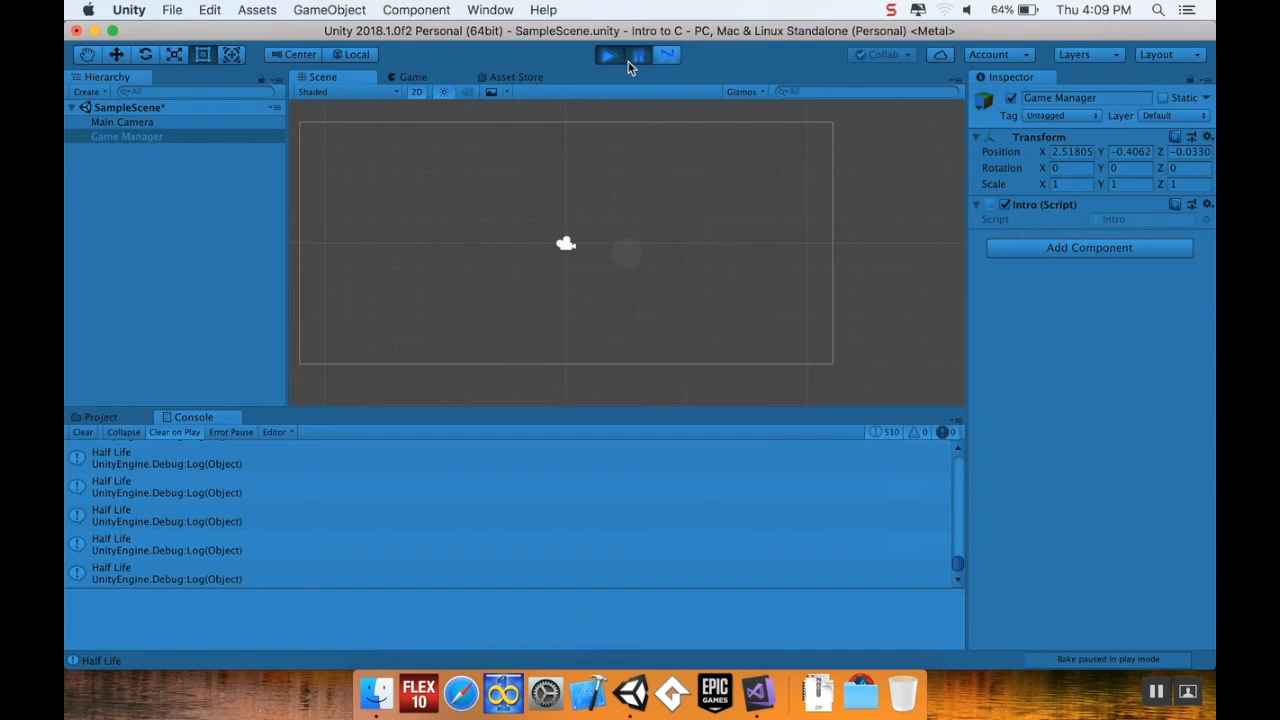 Unity File Edit Assets GameObject Component Window Help 64% Thu 4:09 PM
Unity 2018.1.0f2 Personal (64bit) - SampleScene.unity - Intro to C - PC, Mac & Linux Standalone (Personal) <Metal>
Center Local Collab Account Layers Layout
Hierarchy Scene Game Asset Store Inspector
Create All Shaded 2D Gizmos All
Game Manager Static
SampleScene*
Tag Untagged Layer Default
Main Camera
Game Manager
Transform
Position X 2.51805 Y -0.4062 Z -0.0330
Rotation X 0 Y 0 Z 0
Scale X 1 Y 1 Z 1
Intro (Script)
Script Intro
Add Component
Project Console
Clear Collapse Clear on Play Error Pause Editor 510 0 0
Half Life
UnityEngine.Debug:Log(Object)
Half Life
UnityEngine.Debug:Log(Object)
Half Life
UnityEngine.Debug:Log(Object)
Half Life
UnityEngine.Debug:Log(Object)
Half Life
UnityEngine.Debug:Log(Object)
Half Life
Bake paused in play mode
FLEX
10
EPIC
GAMES
ZIP